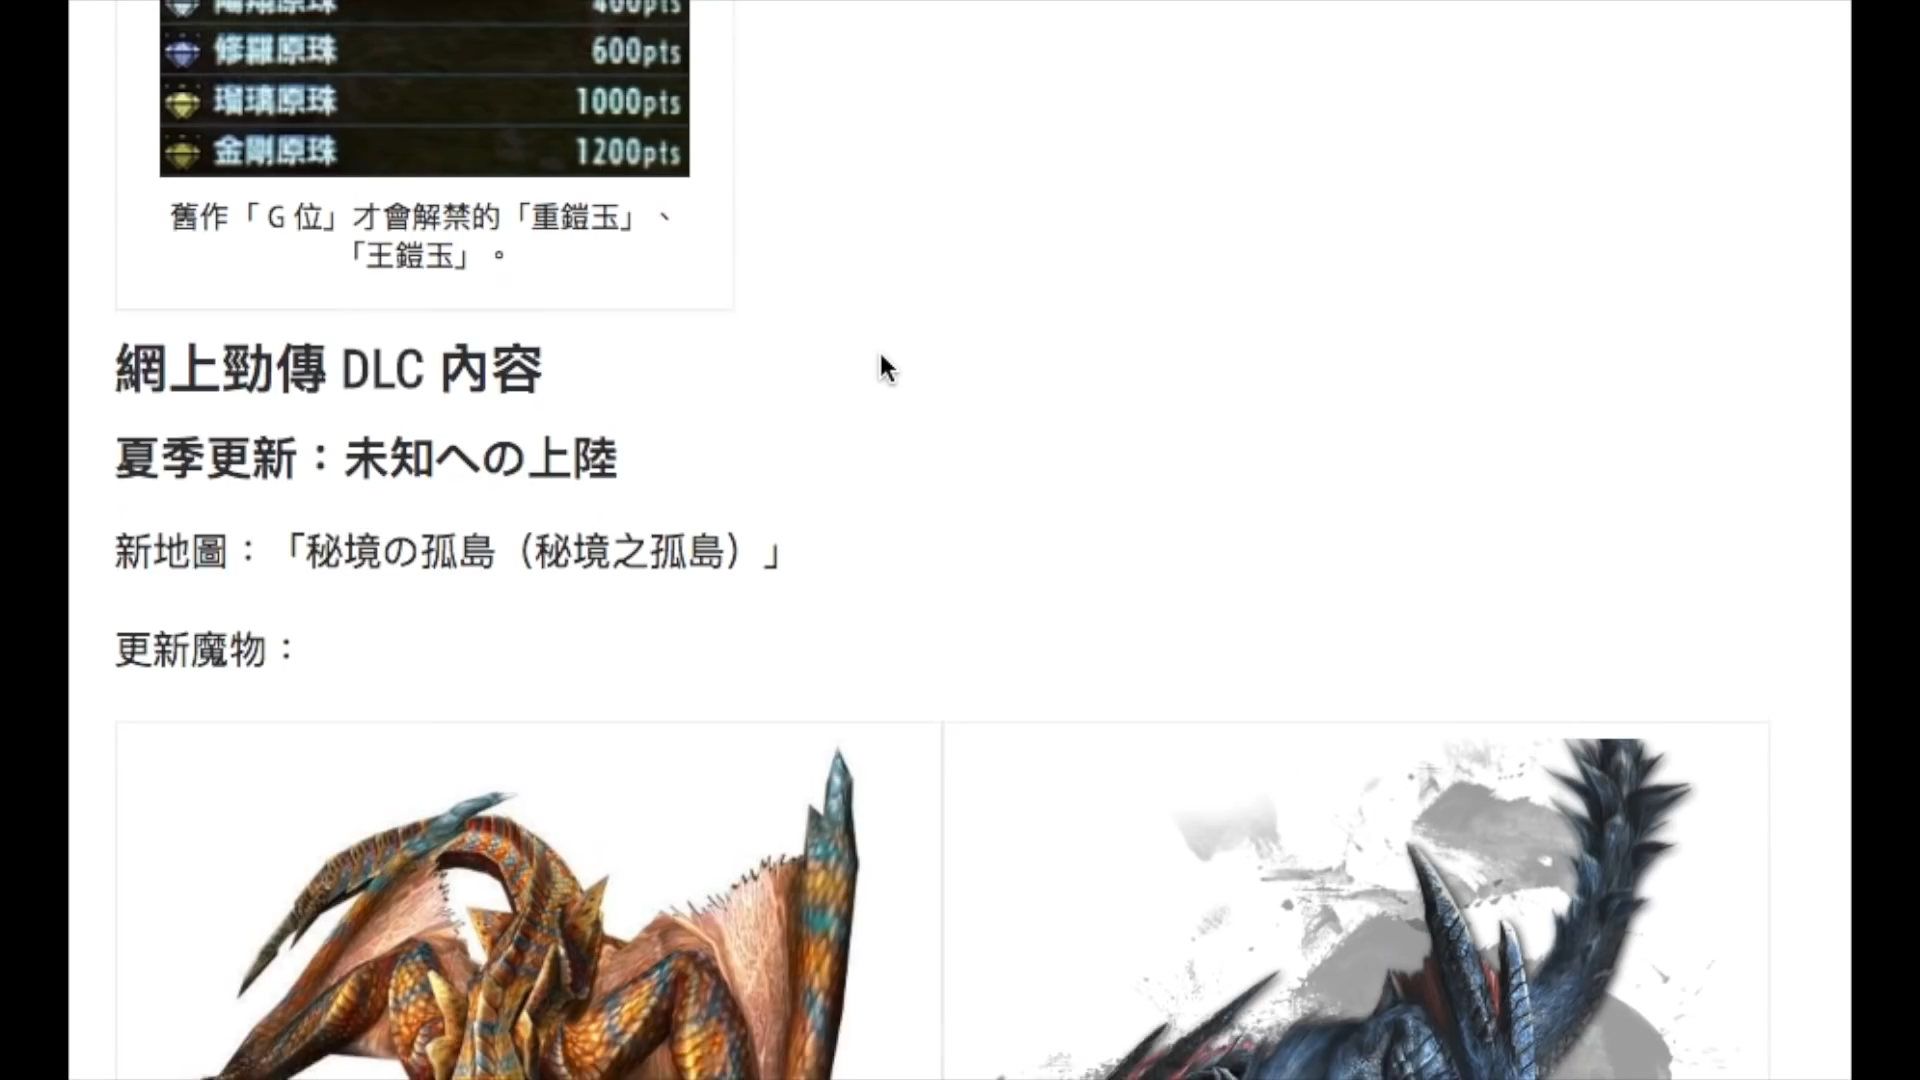 400pts
修羅原珠 600pts
瑠璃原珠 1000pts
金剛原珠 1200pts
舊作「 G 位」才會解禁的「重鎧玉」、
「王鎧玉」。
網上勁傳 DLC 內容
夏季更新：未知への上陸
新地圖：「秘境の孤島（秘境之孤島）」
更新魔物：